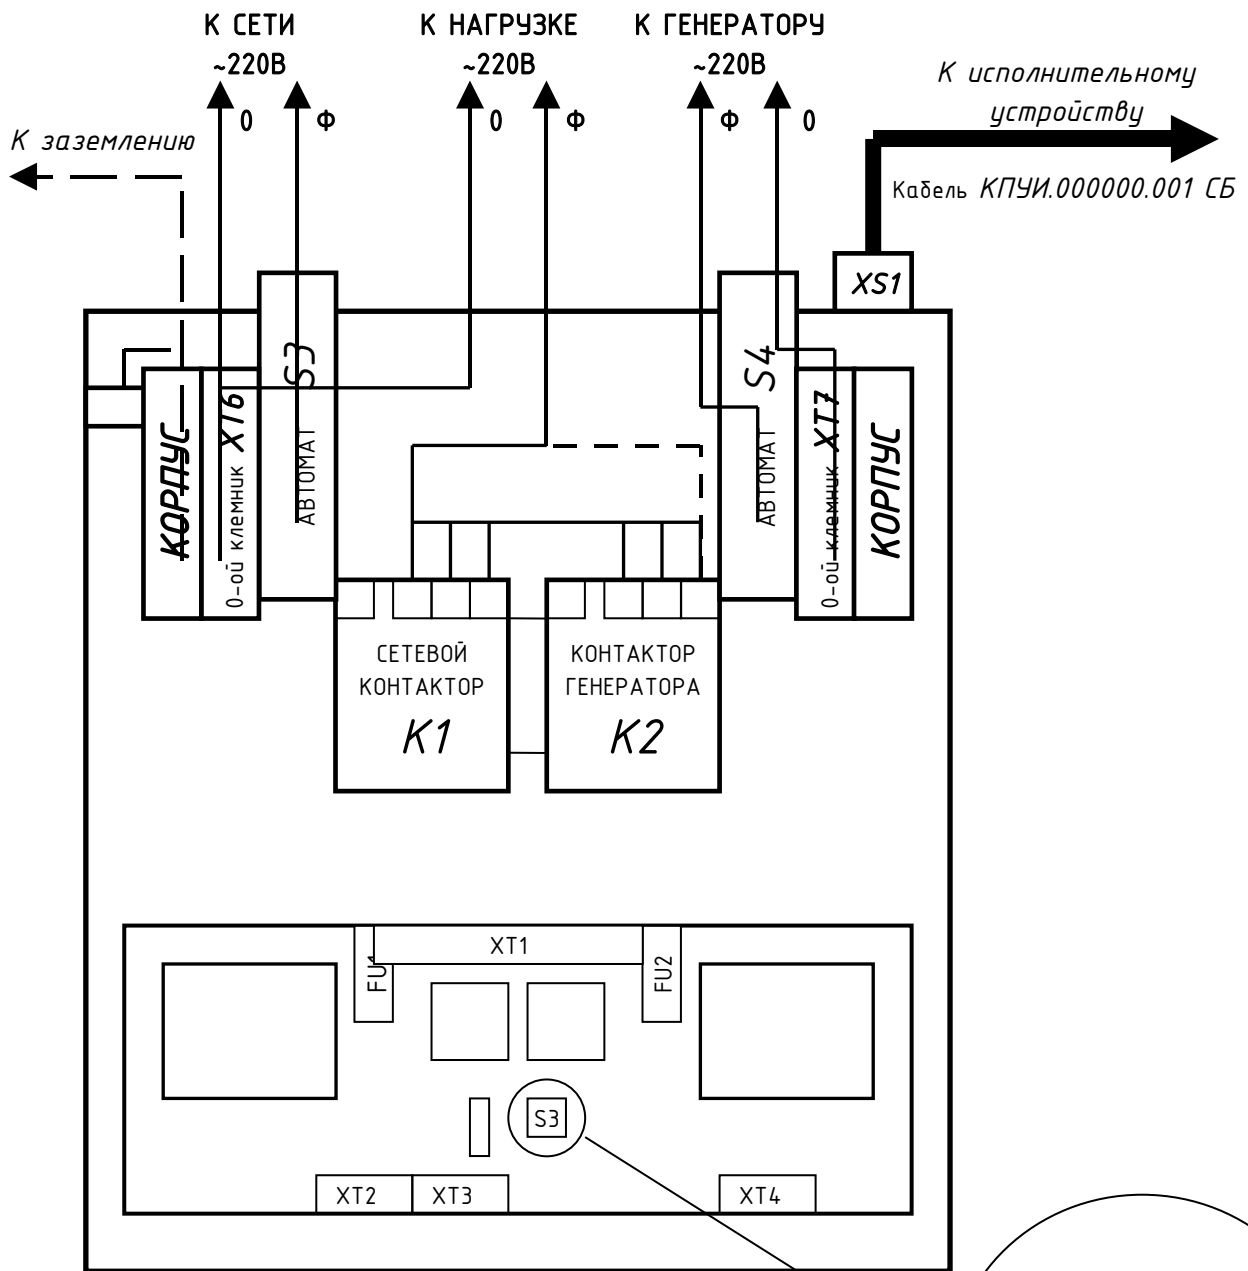 К СЕТИ
~220В
0
Ф
К НАГРУЗКЕ
~220В
0
Ф
К ГЕНЕРАТОРУ
~220В
Ф
0
К исполнительному
устройству
Кабель КПУИ.000000.001 СБ
К заземлению
XS1
КОРПУС
0-ой клемник XT6
АВТОМАТ S3
АВТОМАТ S4
0-ой клемник XT7
КОРПУС
СЕТЕВОЙ
КОНТАКТОР
K1
КОНТАКТОР
ГЕНЕРАТОРА
K2
FU1
XT1
FU2
S3
XT2
XT3
XT4